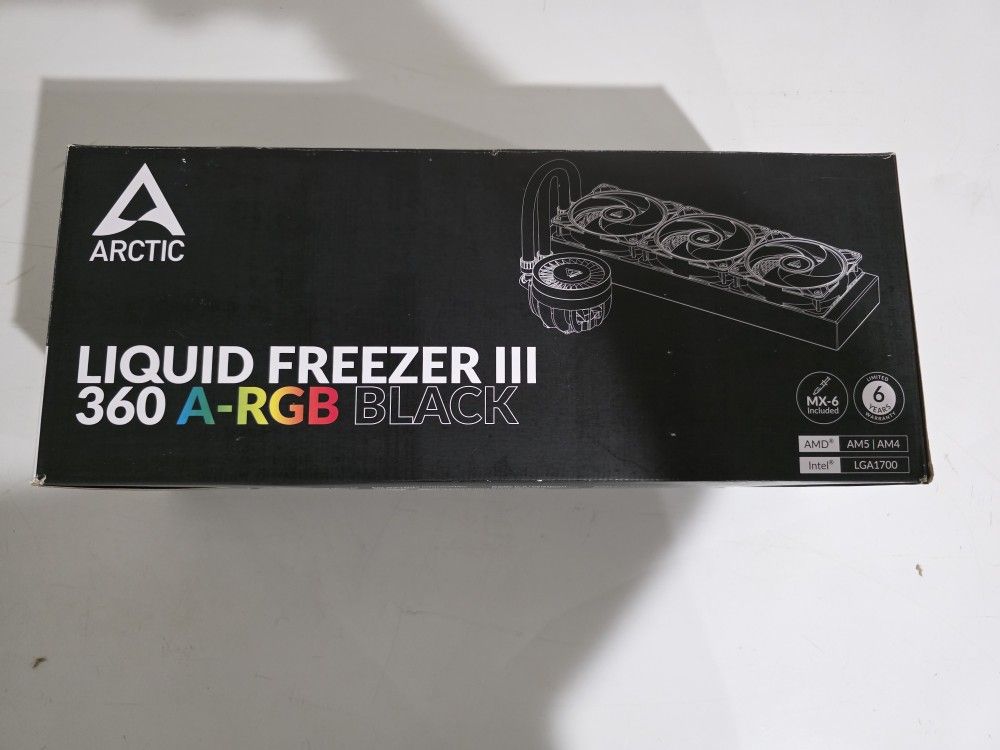 ARCTIC
LIQUID FREEZER III
360 A-RGB BLACK
MX-6
included
LIMITED
6
YEARS
WARRANTY
AMD® AM5 | AM4
Intel® LGA1700